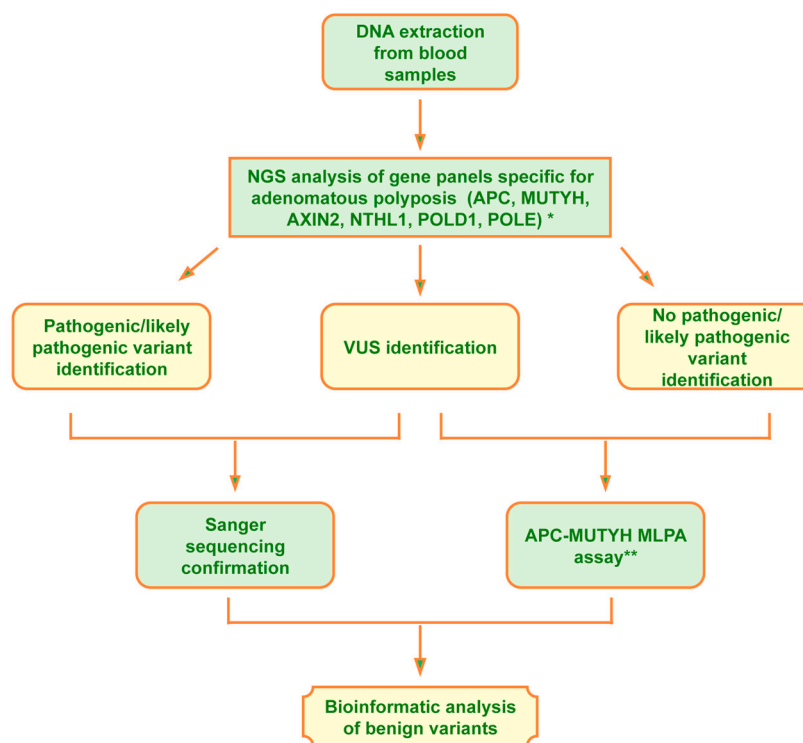 DNA extraction
from blood
samples
NGS analysis of gene panels specific for
adenomatous polyposis (APC, MUTYH,
AXIN2, NTHL1, POLD1, POLE) *
Pathogenic/likely
pathogenic variant
identification
VUS identification
No pathogenic/
likely pathogenic
variant
identification
Sanger
sequencing
confirmation
APC-MUTYH MLPA
assay**
Bioinformatic analysis
of benign variants